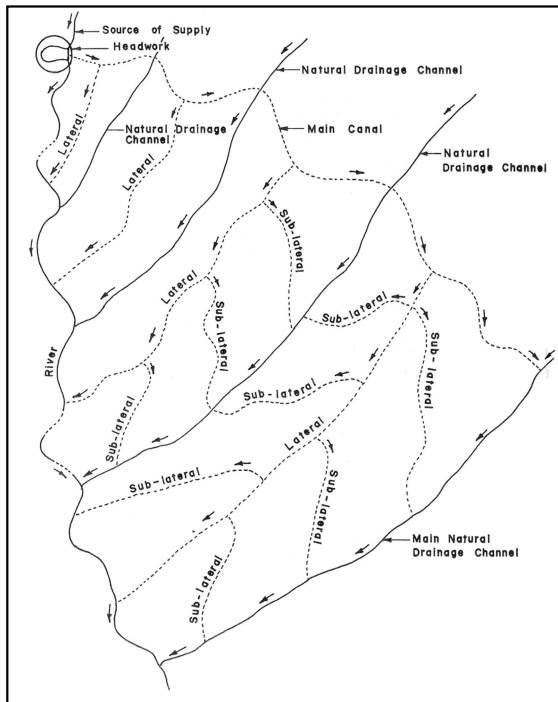 Source of Supply
Headwork
Natural Drainage Channel
Lateral
Natural Drainage
Channel
Lateral
Main Canal
Natural
Drainage Channel
Sub-lateral
Lateral
Sub-lateral
Sub-lateral
River
Sub-lateral
Sub-lateral
Sub-lateral
Lateral
Sub-lateral
Sub-lateral
Main Natural
Drainage Channel
Sub-lateral